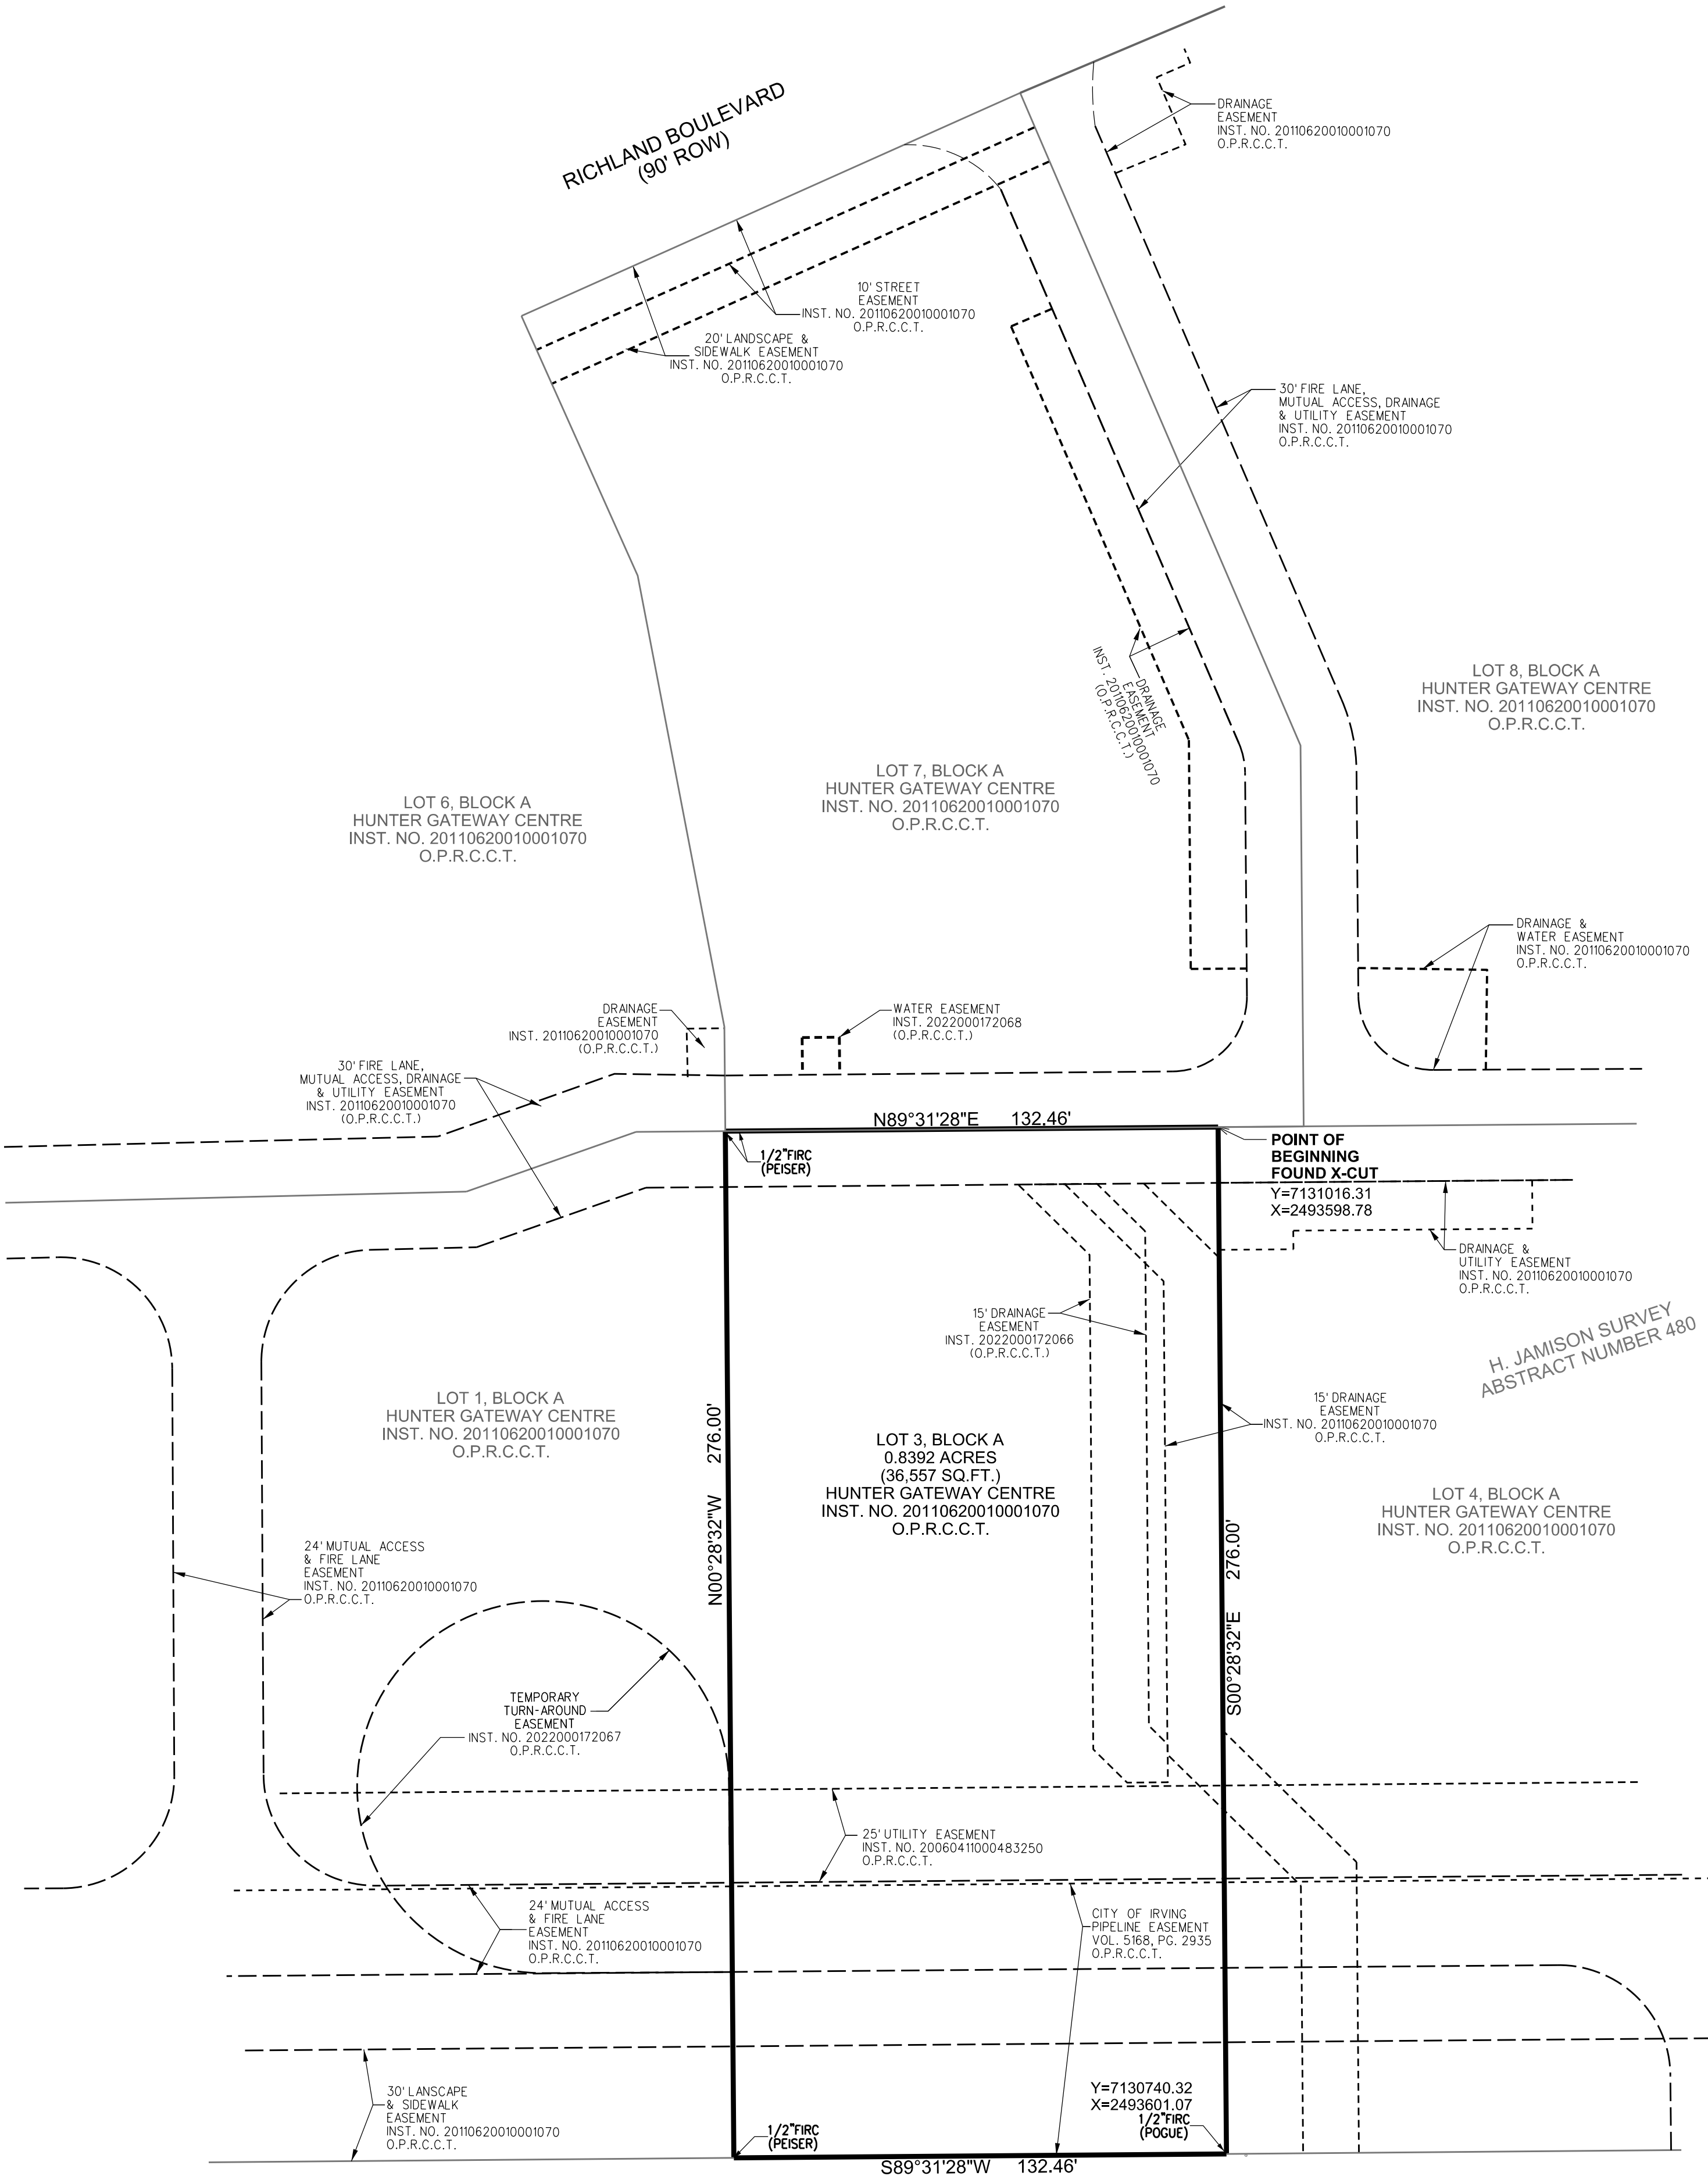 RICHLAND BOULEVARD
(90' ROW)
DRAINAGE
EASEMENT
INST. NO. 20110620010001070
O.P.R.C.C.T.
10' STREET
EASEMENT
INST. NO. 20110620010001070
O.P.R.C.C.T.
20' LANDSCAPE &
SIDEWALK EASEMENT
INST. NO. 20110620010001070
O.P.R.C.C.T.
30' FIRE LANE,
MUTUAL ACCESS, DRAINAGE
& UTILITY EASEMENT
INST. NO. 20110620010001070
O.P.R.C.C.T.
DRAINAGE
EASEMENT
INST. 20110620010001070
(O.P.R.C.C.T.)
LOT 8, BLOCK A
HUNTER GATEWAY CENTRE
INST. NO. 20110620010001070
O.P.R.C.C.T.
LOT 7, BLOCK A
HUNTER GATEWAY CENTRE
INST. NO. 20110620010001070
O.P.R.C.C.T.
LOT 6, BLOCK A
HUNTER GATEWAY CENTRE
INST. NO. 20110620010001070
O.P.R.C.C.T.
DRAINAGE &
WATER EASEMENT
INST. NO. 20110620010001070
O.P.R.C.C.T.
DRAINAGE
EASEMENT
INST. 20110620010001070
(O.P.R.C.C.T.)
WATER EASEMENT
INST. 2022000172068
(O.P.R.C.C.T.)
30' FIRE LANE,
MUTUAL ACCESS, DRAINAGE
& UTILITY EASEMENT
INST. 20110620010001070
(O.P.R.C.C.T.)
N89°31'28"E 132.46'
1/2"FIRC
(PEISER)
POINT OF
BEGINNING
FOUND X-CUT
Y=7131016.31
X=2493598.78
DRAINAGE &
UTILITY EASEMENT
INST. NO. 20110620010001070
O.P.R.C.C.T.
15' DRAINAGE
EASEMENT
INST. 2022000172066
(O.P.R.C.C.T.)
H. JAMISON SURVEY
ABSTRACT NUMBER 480
15' DRAINAGE
EASEMENT
INST. NO. 20110620010001070
O.P.R.C.C.T.
LOT 1, BLOCK A
HUNTER GATEWAY CENTRE
INST. NO. 20110620010001070
O.P.R.C.C.T.
N00°28'32"W 276.00'
LOT 3, BLOCK A
0.8392 ACRES
(36,557 SQ.FT.)
HUNTER GATEWAY CENTRE
INST. NO. 20110620010001070
O.P.R.C.C.T.
S00°28'32"E 276.00'
LOT 4, BLOCK A
HUNTER GATEWAY CENTRE
INST. NO. 20110620010001070
O.P.R.C.C.T.
24' MUTUAL ACCESS
& FIRE LANE
EASEMENT
INST. NO. 20110620010001070
O.P.R.C.C.T.
TEMPORARY
TURN-AROUND
EASEMENT
INST. NO. 2022000172067
O.P.R.C.C.T.
25' UTILITY EASEMENT
INST. NO. 20060411000483250
O.P.R.C.C.T.
24' MUTUAL ACCESS
& FIRE LANE
EASEMENT
INST. NO. 20110620010001070
O.P.R.C.C.T.
CITY OF IRVING
PIPELINE EASEMENT
VOL. 5168, PG. 2935
O.P.R.C.C.T.
30' LANSCAPE
& SIDEWALK
EASEMENT
INST. NO. 20110620010001070
O.P.R.C.C.T.
Y=7130740.32
X=2493601.07
1/2"FIRC
(POGUE)
1/2"FIRC
(PEISER)
S89°31'28"W 132.46'